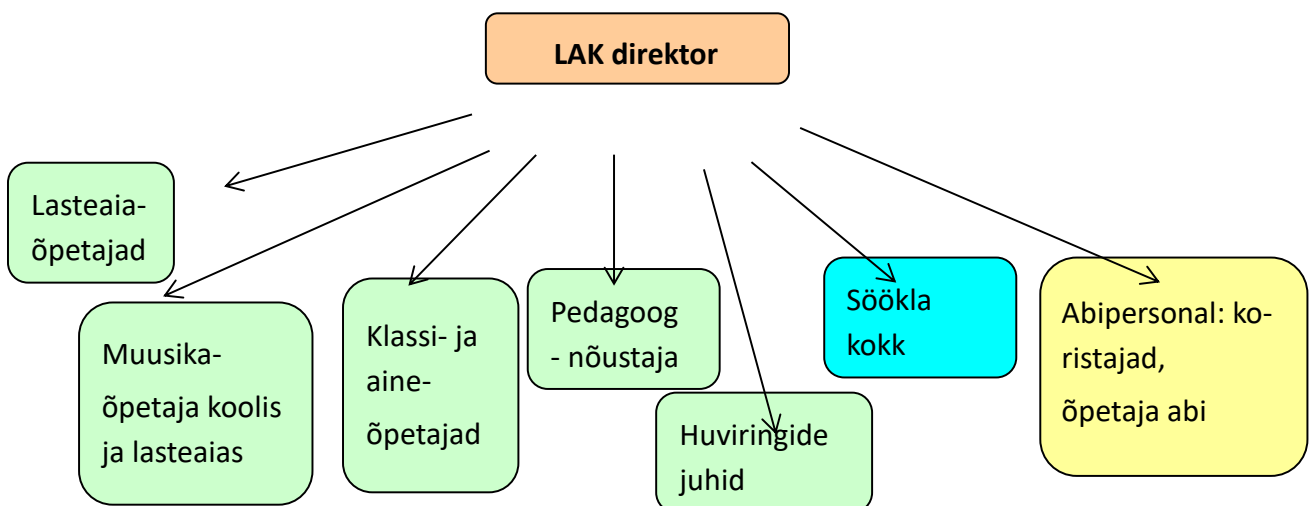 LAK direktor
Lasteaia-
õpetajad
Muusika-
õpetaja koolis
ja lasteaias
Klassi- ja
aine-
õpetajad
Pedagoog
- nõustaja
Huviringide
juhid
Söökla
kokk
Abipersonal: ko-
ristajad,
õpetaja abi